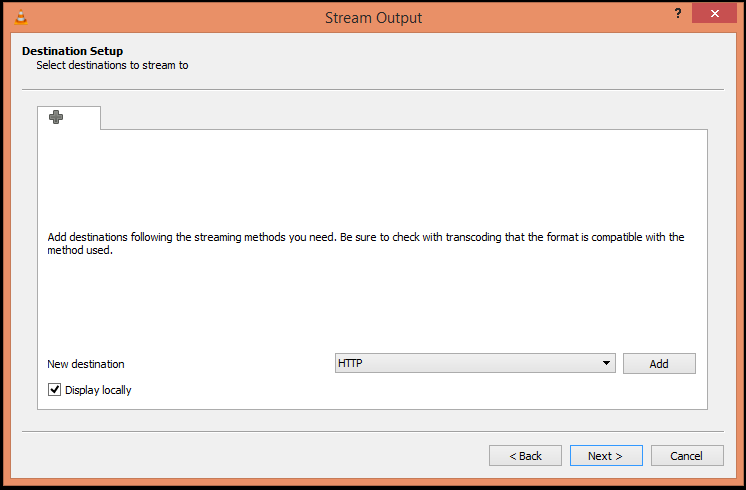 Stream Output
?
Destination Setup
Select destinations to stream to
Add destinations following the streaming methods you need. Be sure to check with transcoding that the format is compatible with the
method used.
New destination
HTTP
Add
Display locally
< Back
Next >
Cancel